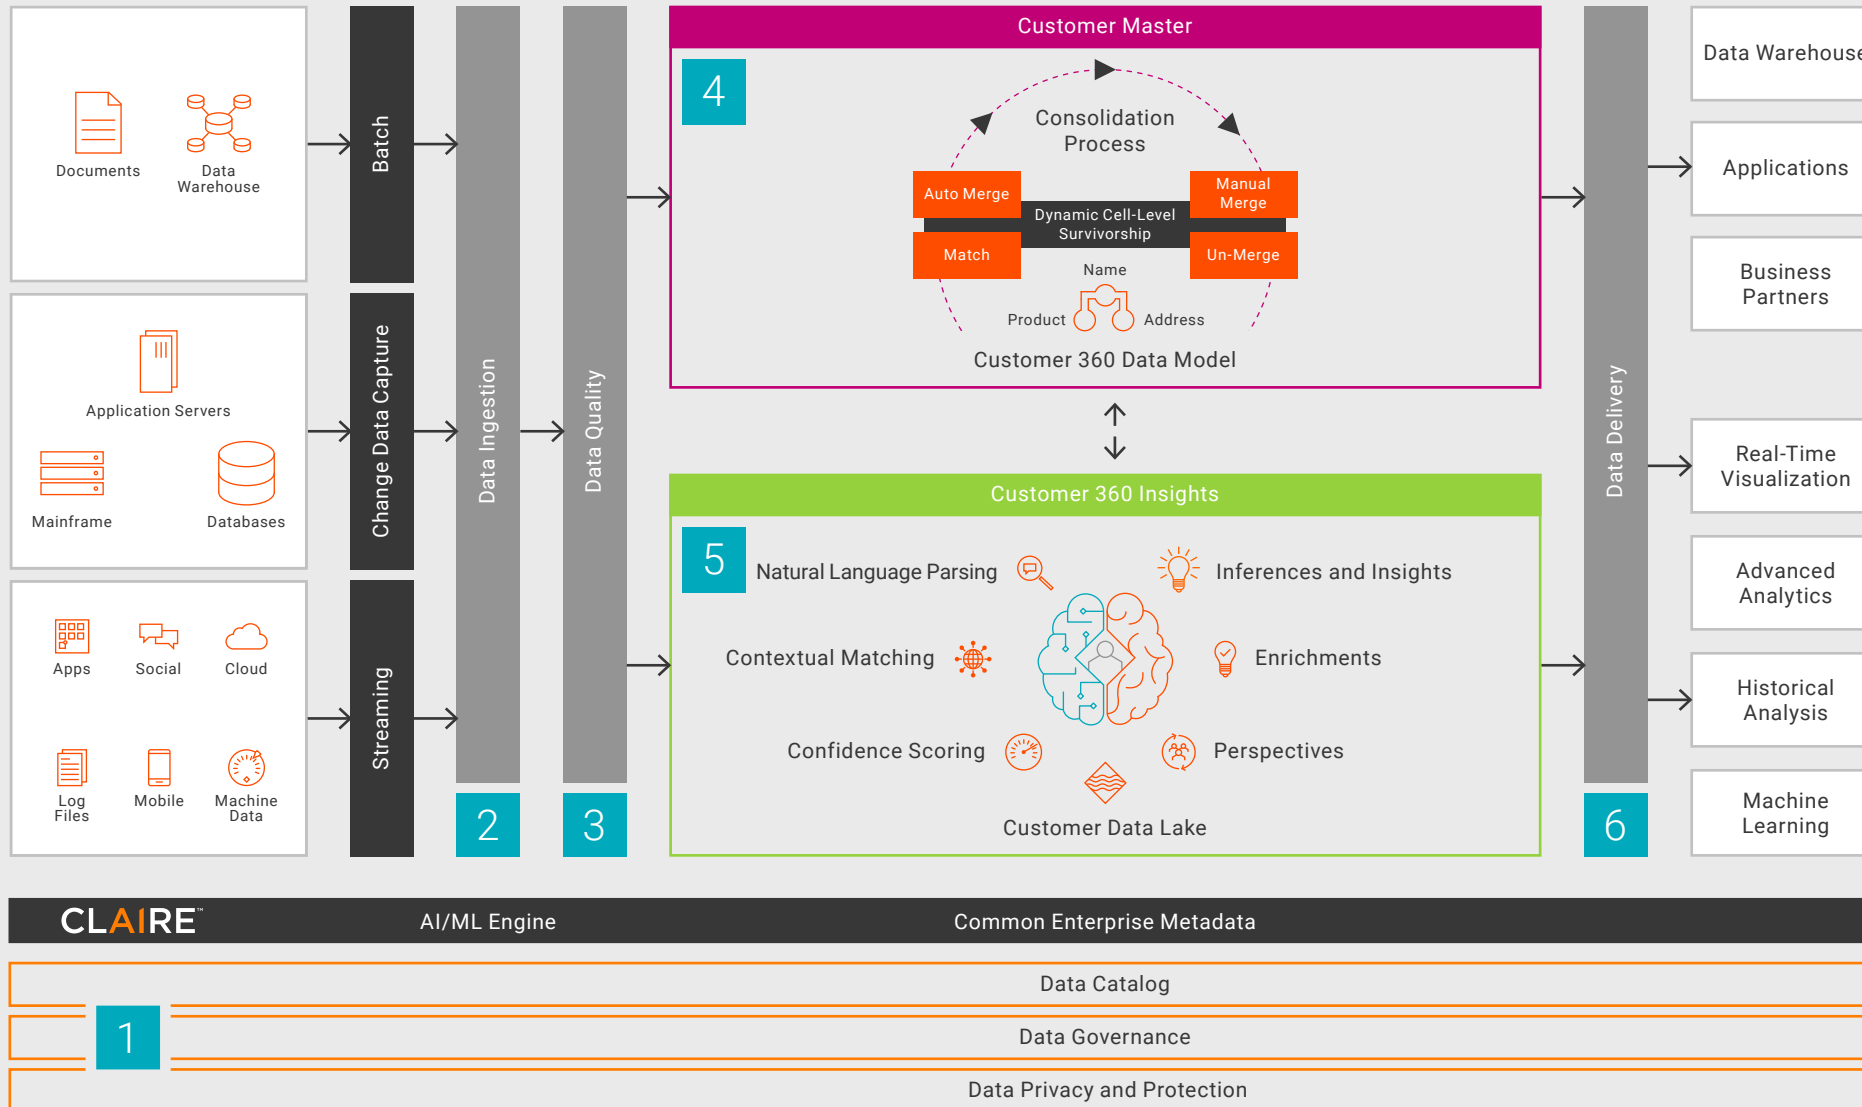 Documents
Data
Warehouse
Batch
Application Servers
Mainframe
Databases
Change Data Capture
Apps
Social
Cloud
Log
Files
Mobile
Machine
Data
Streaming
Data Ingestion
2
Data Quality
3
Customer Master
4
Consolidation
Process
Auto Merge
Manual
Merge
Dynamic Cell-Level
Survivorship
Match
Un-Merge
Name
Product
Address
Customer 360 Data Model
Customer 360 Insights
5
Natural Language Parsing
Inferences and Insights
Contextual Matching
Enrichments
Confidence Scoring
Perspectives
Customer Data Lake
Data Delivery
6
Data Warehouse
Applications
Business
Partners
Real-Time
Visualization
Advanced
Analytics
Historical
Analysis
Machine
Learning
CLAIRE™
AI/ML Engine
Common Enterprise Metadata
1
Data Catalog
Data Governance
Data Privacy and Protection